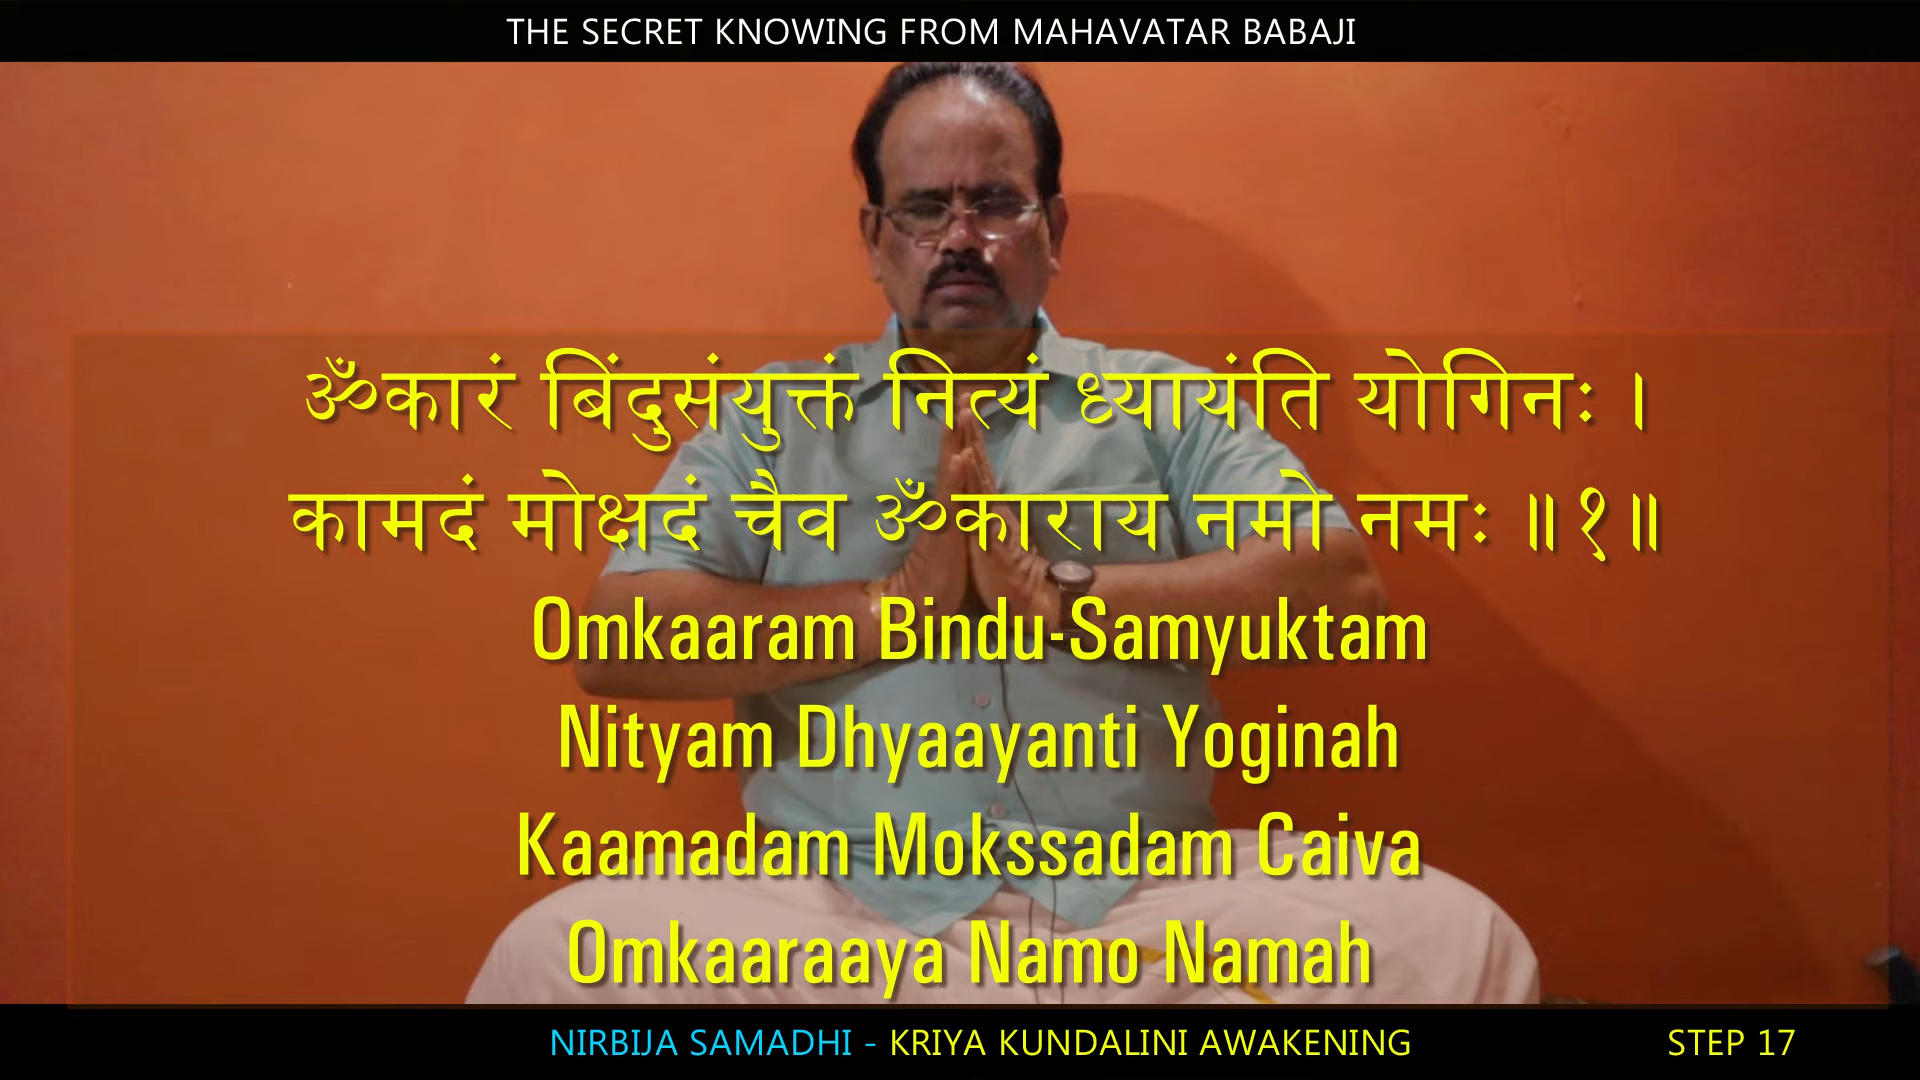 THE SECRET KNOWING FROM MAHAVATAR BABAJI
ॐकारं बिंदुसंयुक्तं नित्यं ध्यायंति योगिनः ।
कामदं मोक्षदं चैव ॐकाराय नमो नमः ॥१॥
Omkaaram Bindu-Samyuktam
Nityam Dhyaayanti Yoginah
Kaamadam Mokssadam Caiva
Omkaaraaya Namo Namah
NIRBIJA SAMADHI - KRIYA KUNDALINI AWAKENING STEP 17